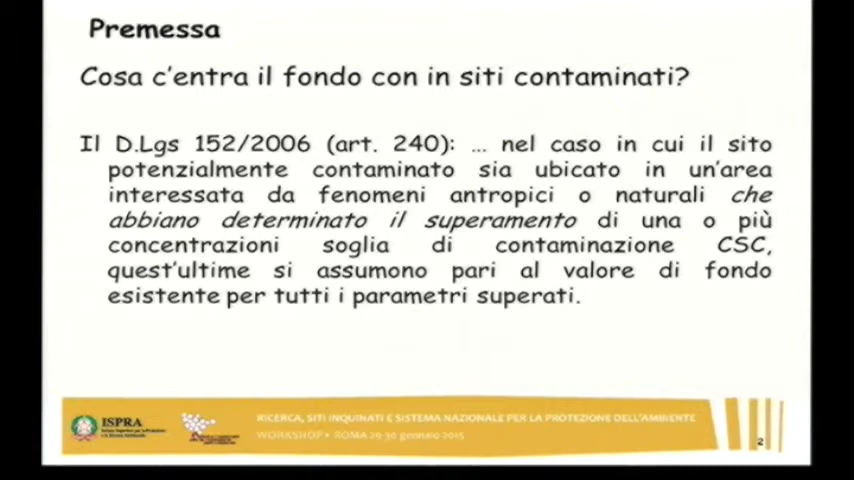 Premessa
Cosa c'entra il fondo con in siti contaminati?
Il D.Lgs 152/2006 (art. 240): … nel caso in cui il sito
potenzialmente contaminato sia ubicato in un'area
interessata da fenomeni antropici o naturali che
abbiano determinato il superamento di una o più
concentrazioni soglia di contaminazione CSC,
quest'ultime si assumono pari al valore di fondo
esistente per tutti i parametri superati.
ISPRA
RICERCA, SITI INQUINATI E SISTEMA NAZIONALE PER LA PROTEZIONE DELL'AMBIENTE
WORKSHOP • ROMA 29-30 gennaio 2015
2